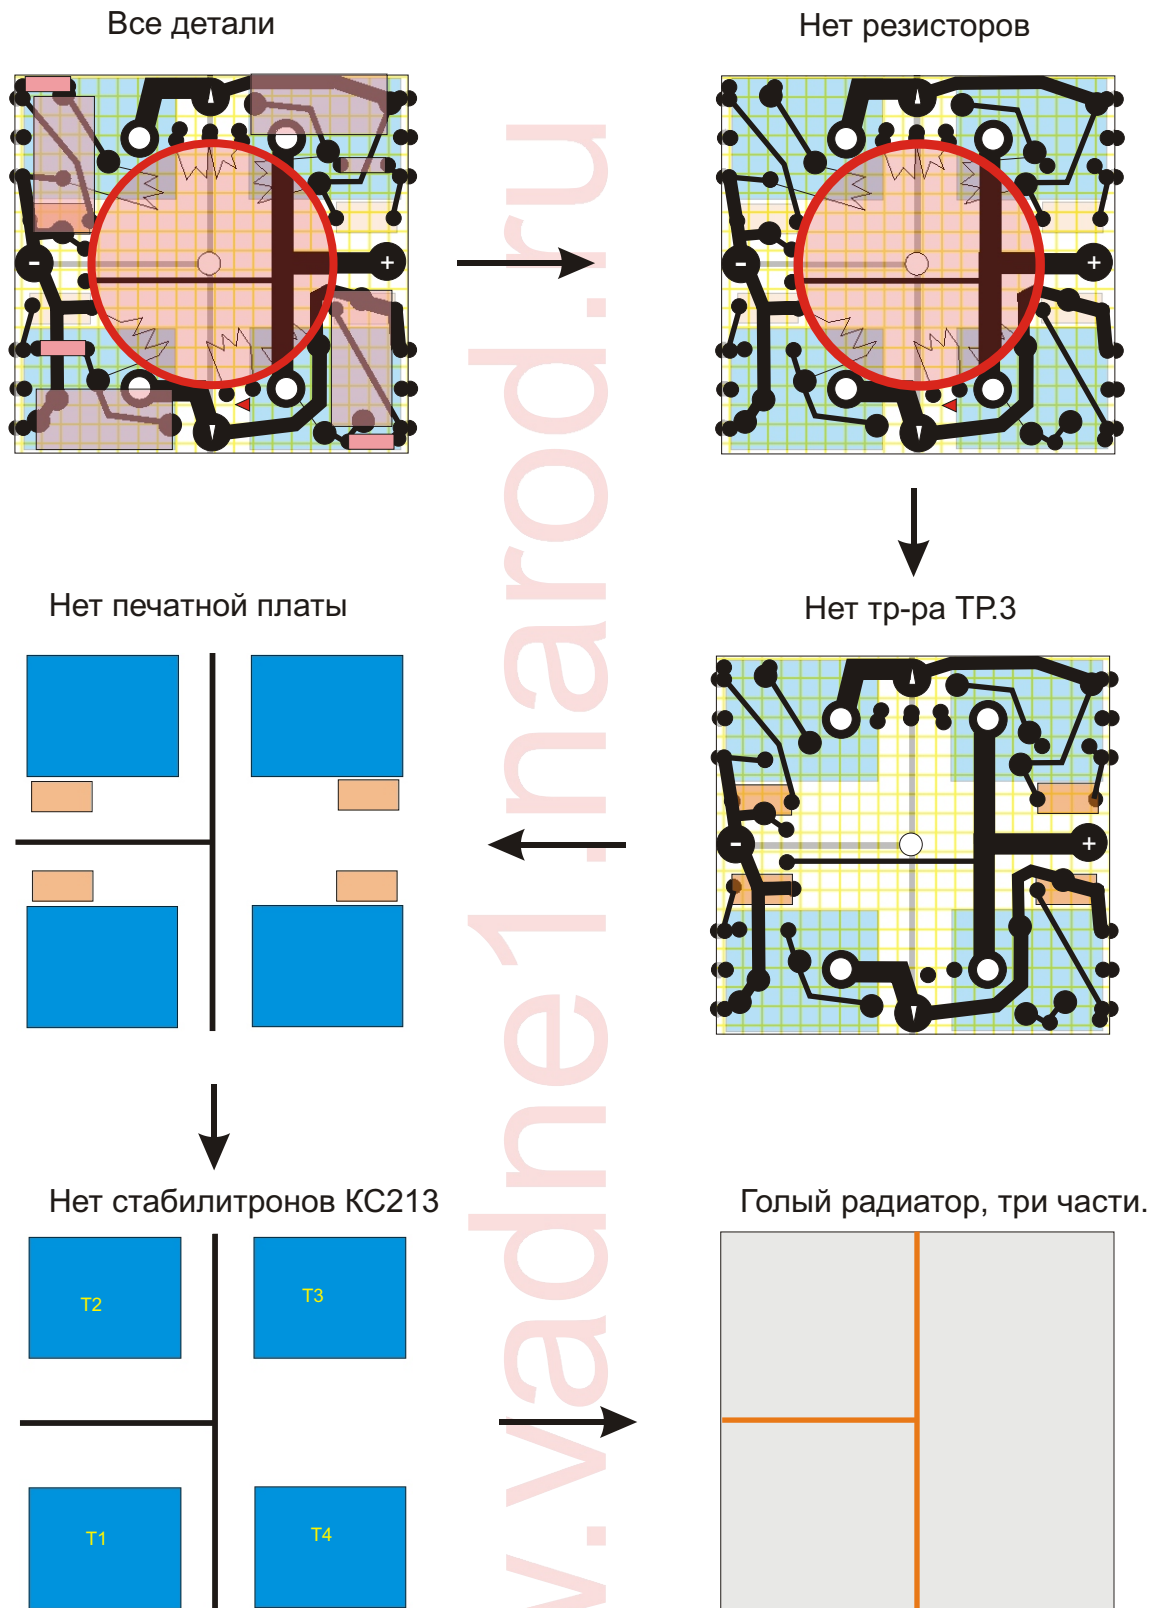 Все детали
Нет резисторов
- +
- +
Нет печатной платы
Нет тр-ра ТР.3
- +
Нет стабилитронов КС213
Голый радиатор, три части.
T2
T3
T1
T4
w.vadne1.narod.ru